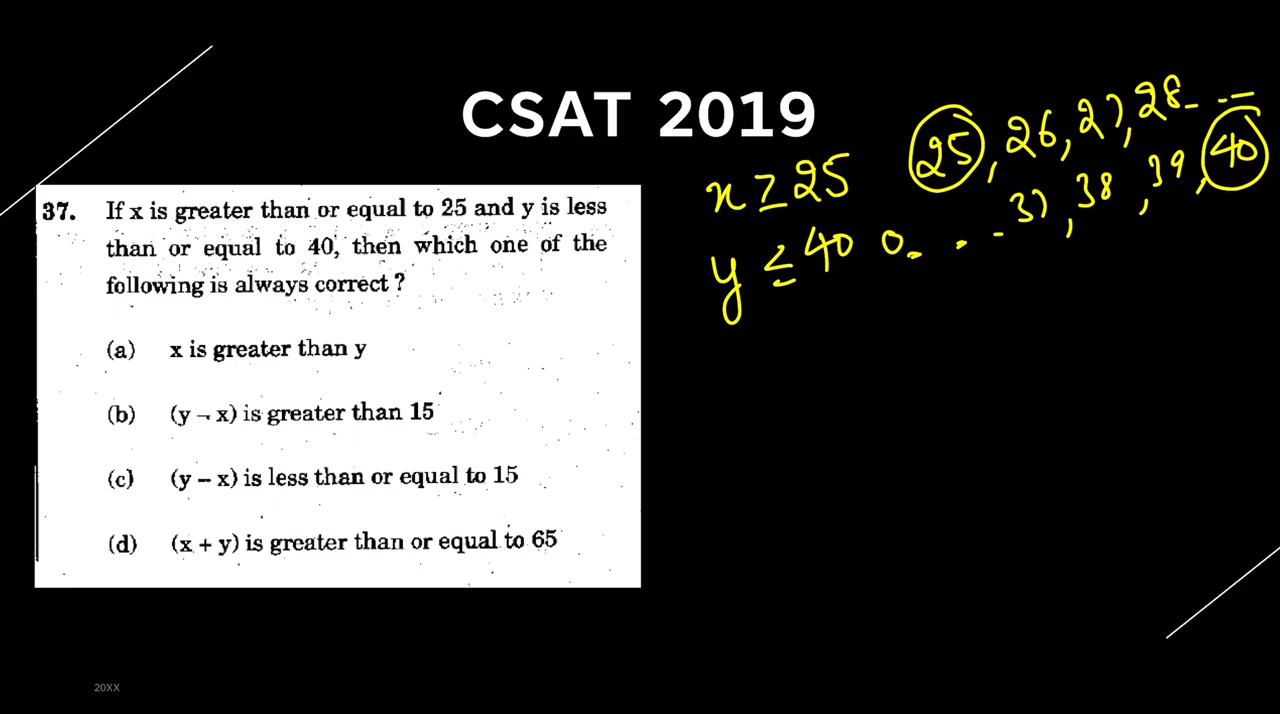 CSAT 2019
37. If x is greater than or equal to 25 and y is less
than or equal to 40, then which one of the
following is always correct ?
(a) x is greater than y
(b) (y – x) is greater than 15
(c) (y – x) is less than or equal to 15
(d) (x + y) is greater than or equal to 65
x ≥ 25 25, 26, 27, 28 - . . =
y ≤ 40 0 . . . - 37, 38, 39, 40
20XX